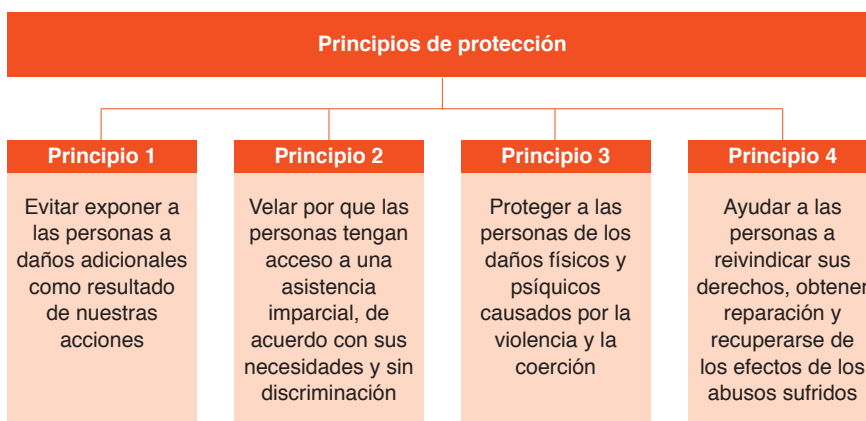 Principios de protección
Principio 1
Evitar exponer a
las personas a
daños adicionales
como resultado
de nuestras
acciones
Principio 2
Velar por que las
personas tengan
acceso a una
asistencia
imparcial, de
acuerdo con sus
necesidades y sin
discriminación
Principio 3
Proteger a las
personas de los
daños físicos y
psíquicos
causados por la
violencia y la
coerción
Principio 4
Ayudar a las
personas a
reivindicar sus
derechos, obtener
reparación y
recuperarse de
los efectos de los
abusos sufridos